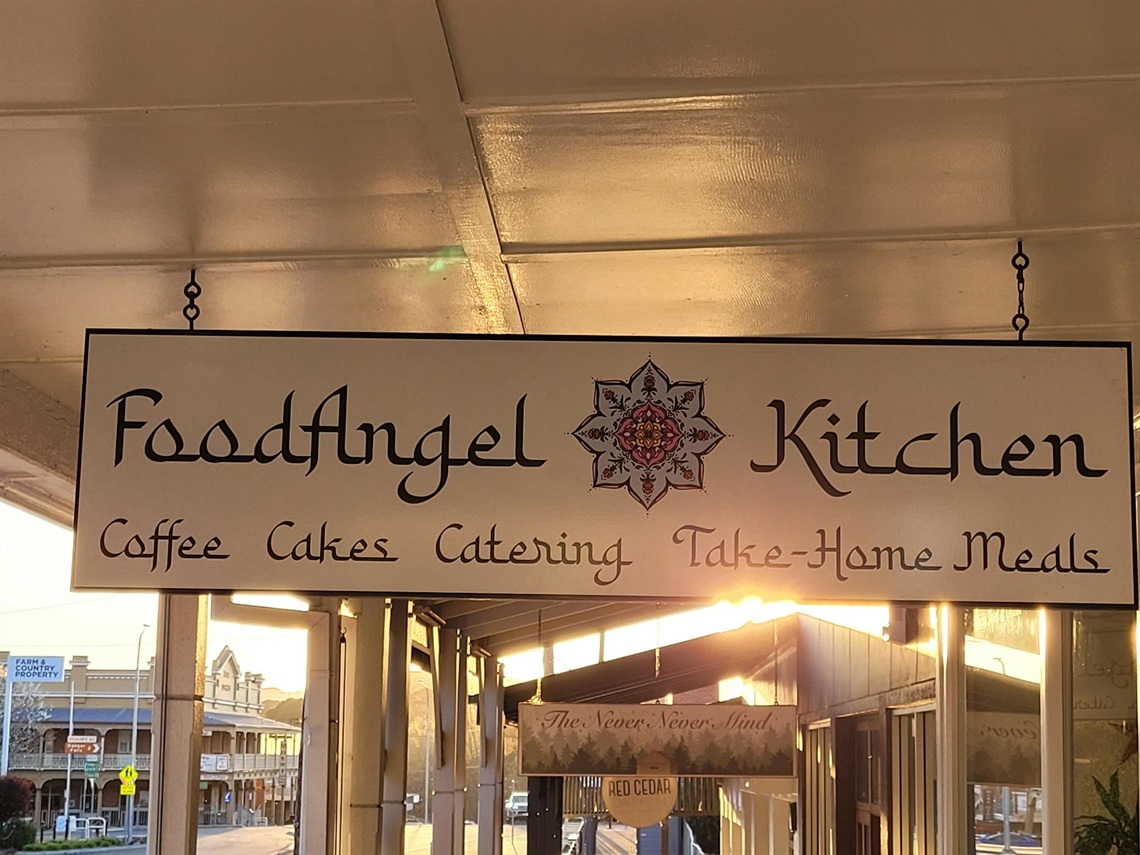 FoodAngel Kitchen
Coffee Cakes Catering Take-Home Meals
FARM &
COUNTRY
PROPERTY
The Never Never Mind
RED CEDAR